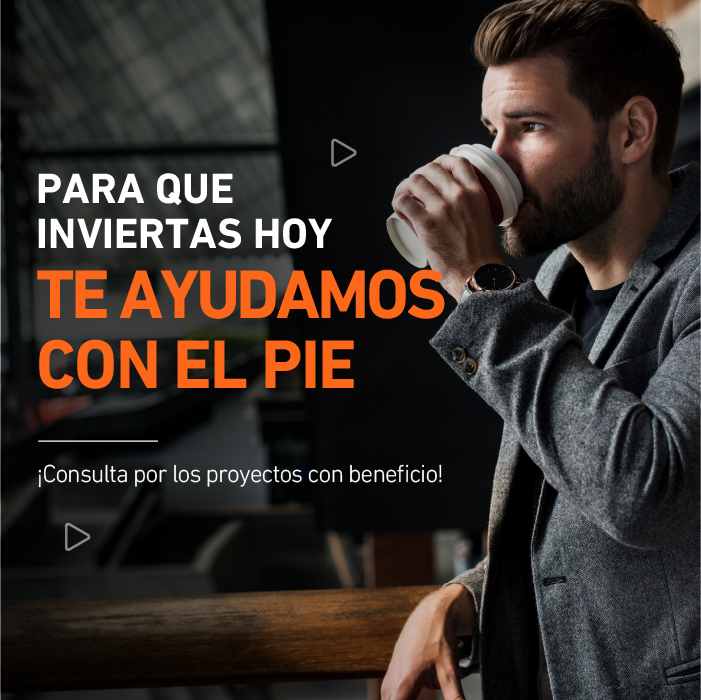 PARA QUE
INVIERTAS HOY
TE AYUDAMOS
CON EL PIE
¡Consulta por los proyectos con beneficio!